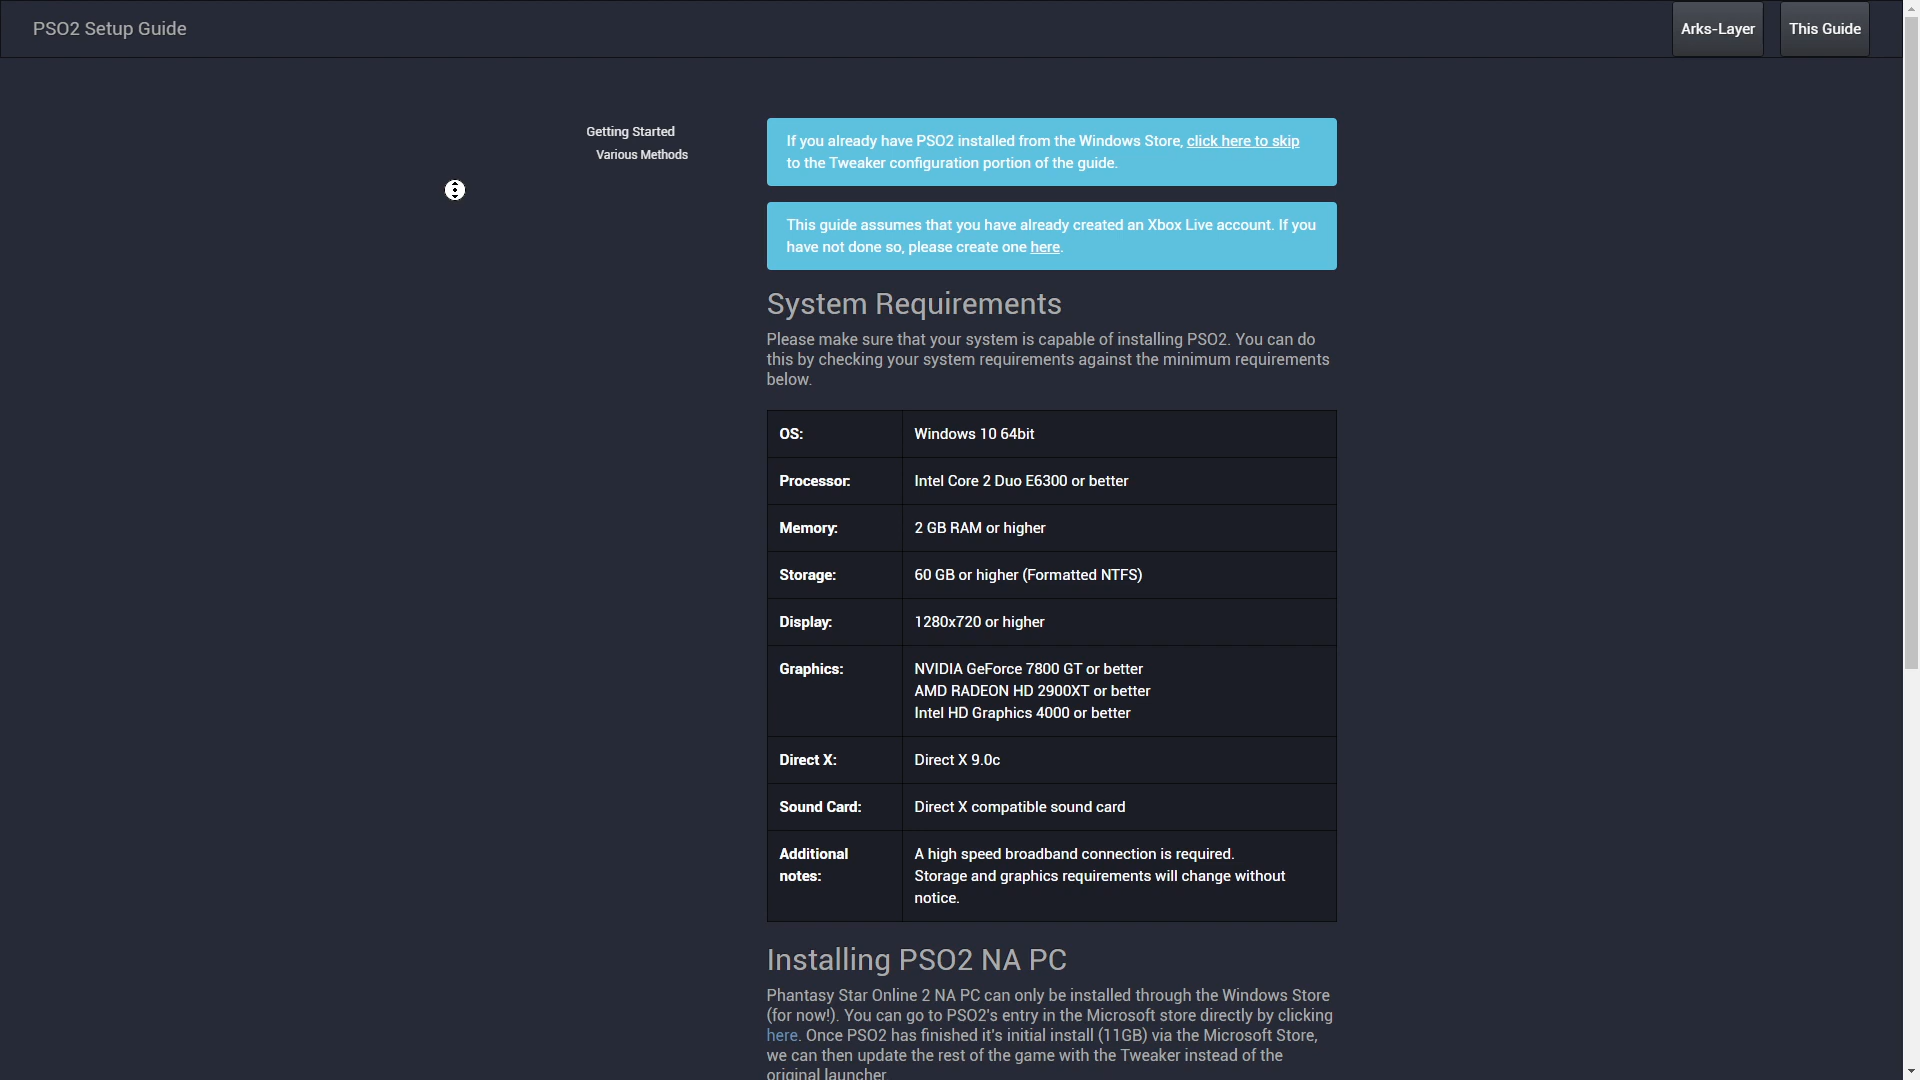 PSO2 Setup Guide
Arks-Layer
This Guide
Getting Started
Various Methods
If you already have PSO2 installed from the Windows Store, click here to skip
to the Tweaker configuration portion of the guide.
This guide assumes that you have already created an Xbox Live account. If you
have not done so, please create one here.
System Requirements
Please make sure that your system is capable of installing PSO2. You can do
this by checking your system requirements against the minimum requirements
below.
OS:
Windows 10 64bit
Processor:
Intel Core 2 Duo E6300 or better
Memory:
2 GB RAM or higher
Storage:
60 GB or higher (Formatted NTFS)
Display:
1280x720 or higher
Graphics:
NVIDIA GeForce 7800 GT or better
AMD RADEON HD 2900XT or better
Intel HD Graphics 4000 or better
Direct X:
Direct X 9.0c
Sound Card:
Direct X compatible sound card
Additional
notes:
A high speed broadband connection is required.
Storage and graphics requirements will change without
notice.
Installing PSO2 NA PC
Phantasy Star Online 2 NA PC can only be installed through the Windows Store
(for now!). You can go to PSO2's entry in the Microsoft store directly by clicking
here. Once PSO2 has finished it's initial install (11GB) via the Microsoft Store,
we can then update the rest of the game with the Tweaker instead of the
original launcher.